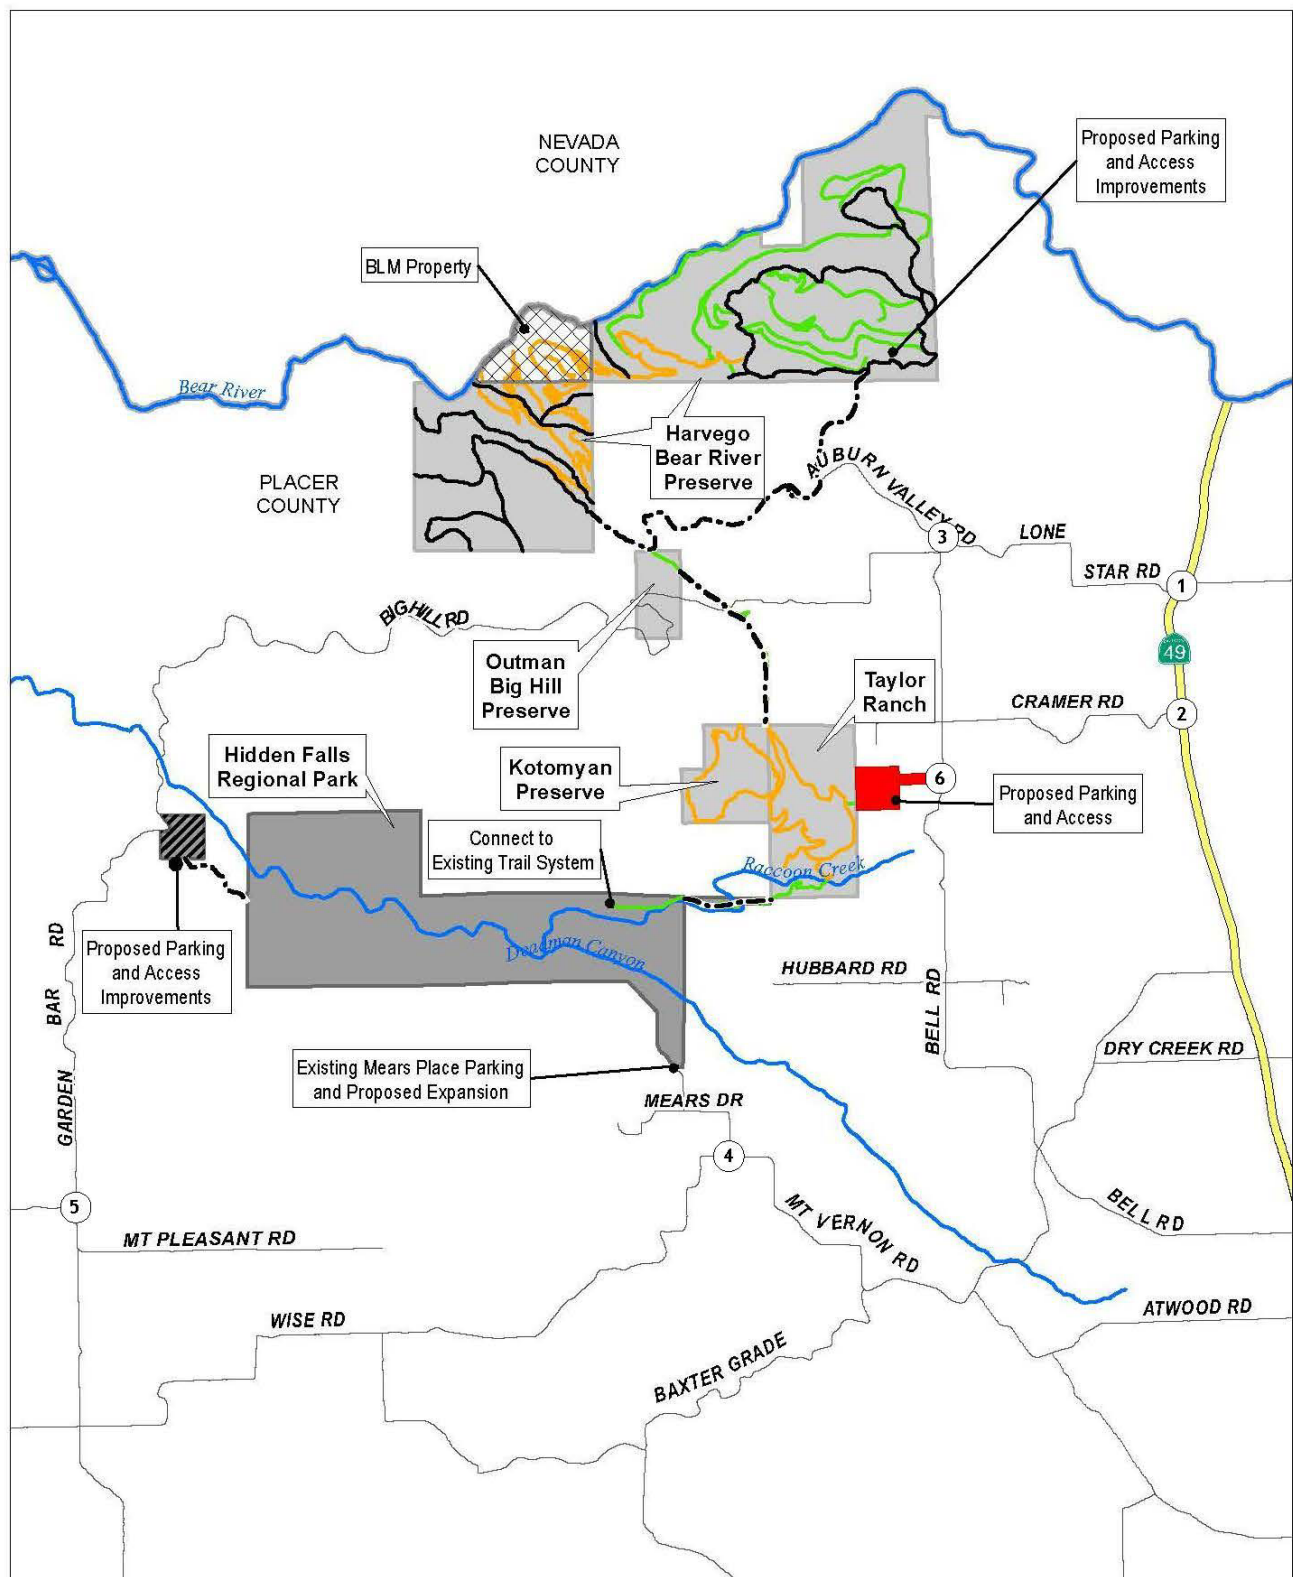 NEVADA
COUNTY
Proposed Parking
and Access
Improvements
BLM Property
Bear River
Harvego
Bear River
Preserve
PLACER
COUNTY
AUBURN VALLEY RD
3
LONE
STAR RD
1
BIG HILL RD
49
Outman
Big Hill
Preserve
Taylor
Ranch
CRAMER RD
2
Hidden Falls
Regional Park
Kotomyan
Preserve
6
Proposed Parking
and Access
Connect to
Existing Trail System
Raccoon Creek
Deadman Canyon
Proposed Parking
and Access
Improvements
HUBBARD RD
BELL RD
GARDEN BAR RD
DRY CREEK RD
Existing Mears Place Parking
and Proposed Expansion
MEARS DR
4
5
MT PLEASANT RD
MT VERNON RD
BELL RD
WISE RD
ATWOOD RD
BAXTER GRADE